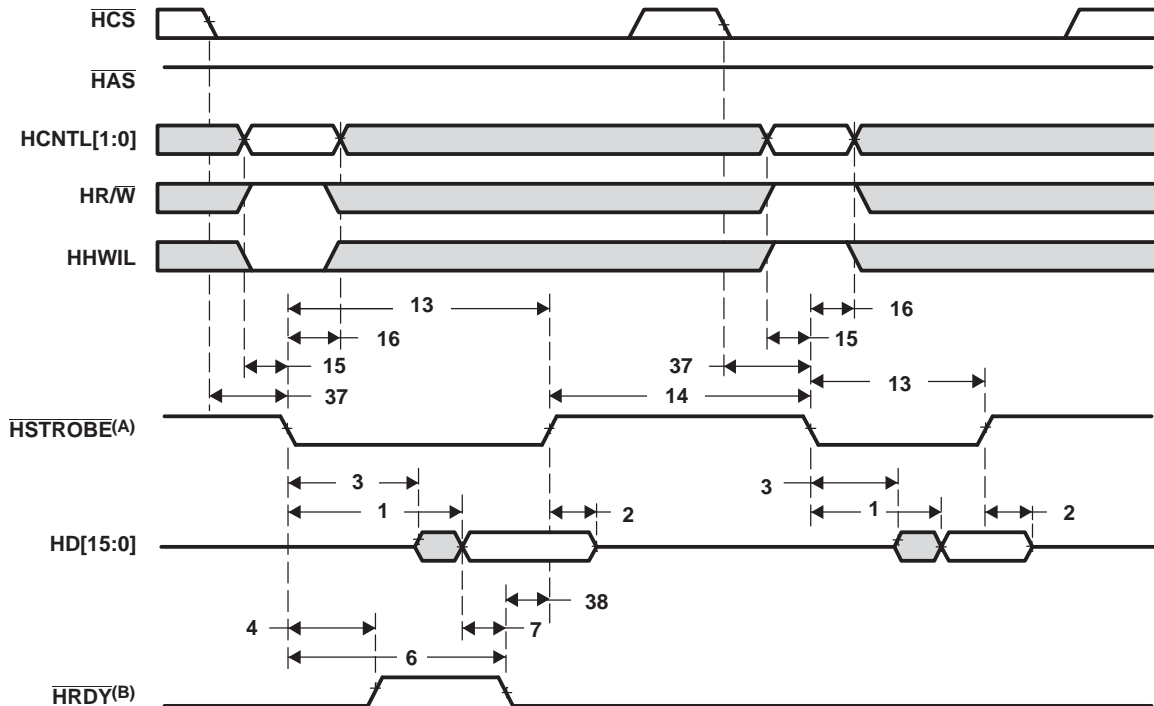 HCS
HAS
HCNTL[1:0]
HR/W
HHWIL
13
16
16
15
15
37
37
13
14
HSTROBE(A)
3
3
1
1
2
2
HD[15:0]
38
4
7
6
HRDY(B)